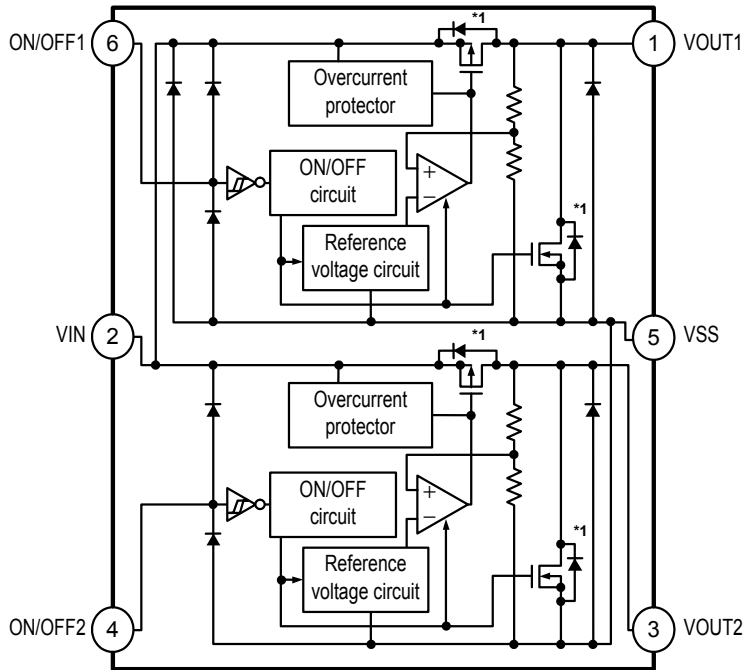 ON/OFF1
6
*1
1
VOUT1
Overcurrent
protector
+
−
ON/OFF
circuit
*1
Reference
voltage circuit
VIN
2
5
VSS
*1
Overcurrent
protector
+
−
ON/OFF
circuit
*1
Reference
voltage circuit
ON/OFF2
4
3
VOUT2